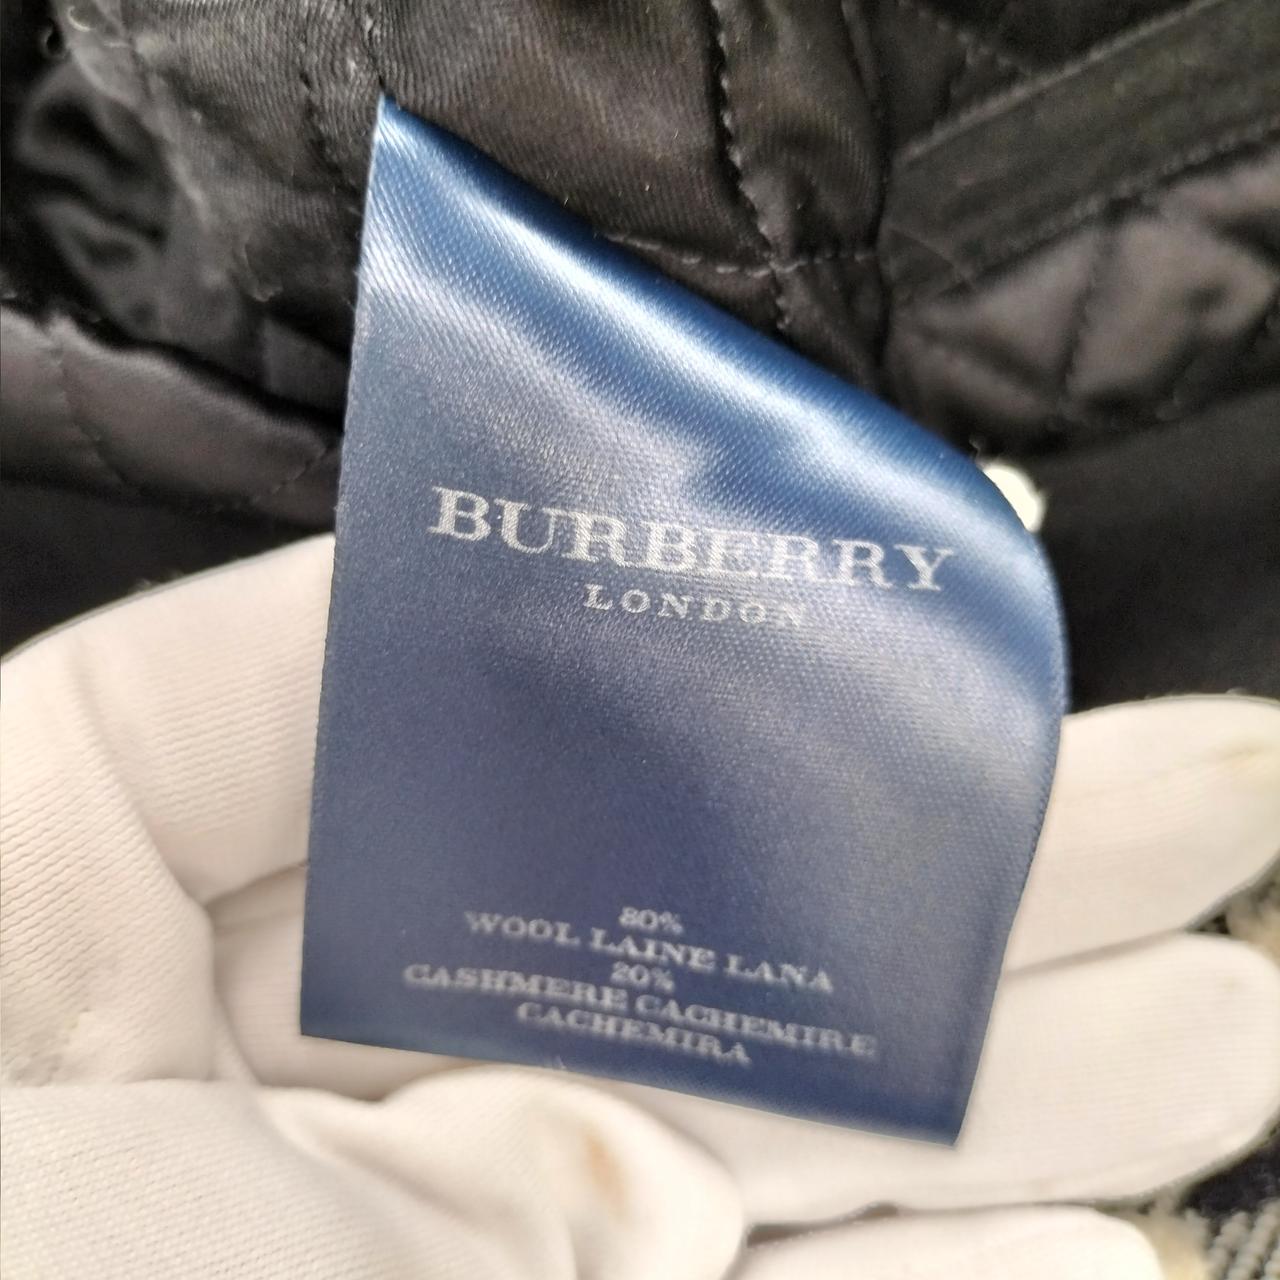 BURBERRY
LONDON
80%
WOOL LAINE LANA
20%
CASHMERE CACHEMIRE
CACHEMIRA